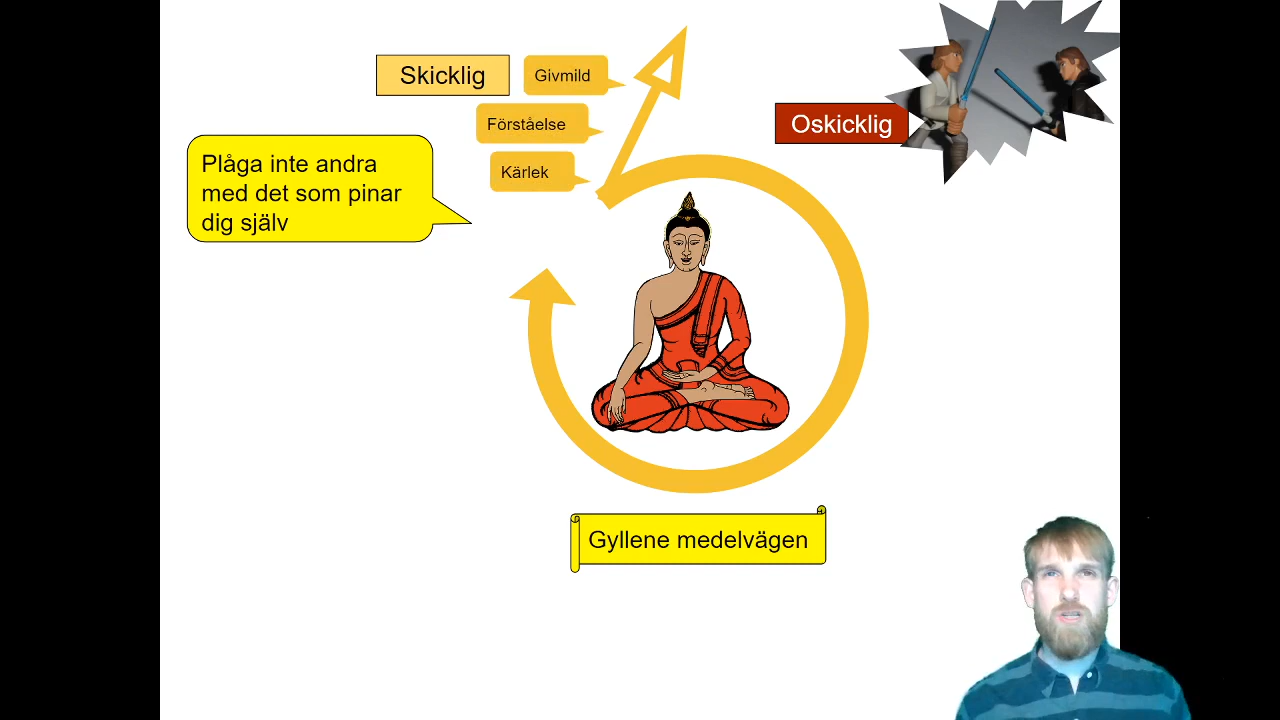 Skicklig
Givmild
Förståelse
Kärlek
Oskicklig
Plåga inte andra
med det som pinar
dig själv
Gyllene medelvägen